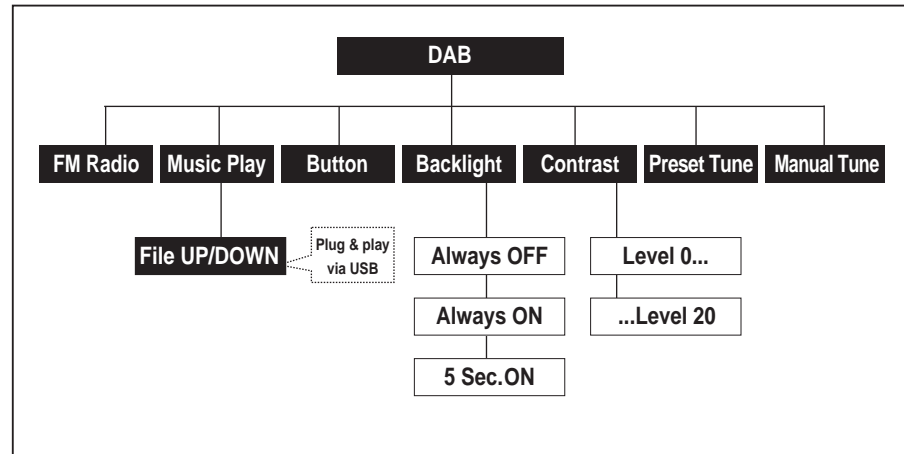 DAB
FM Radio
Music Play
Button
Backlight
Contrast
Preset Tune
Manual Tune
File UP/DOWN
Plug & play
via USB
Always OFF
Level 0...
Always ON
...Level 20
5 Sec.ON